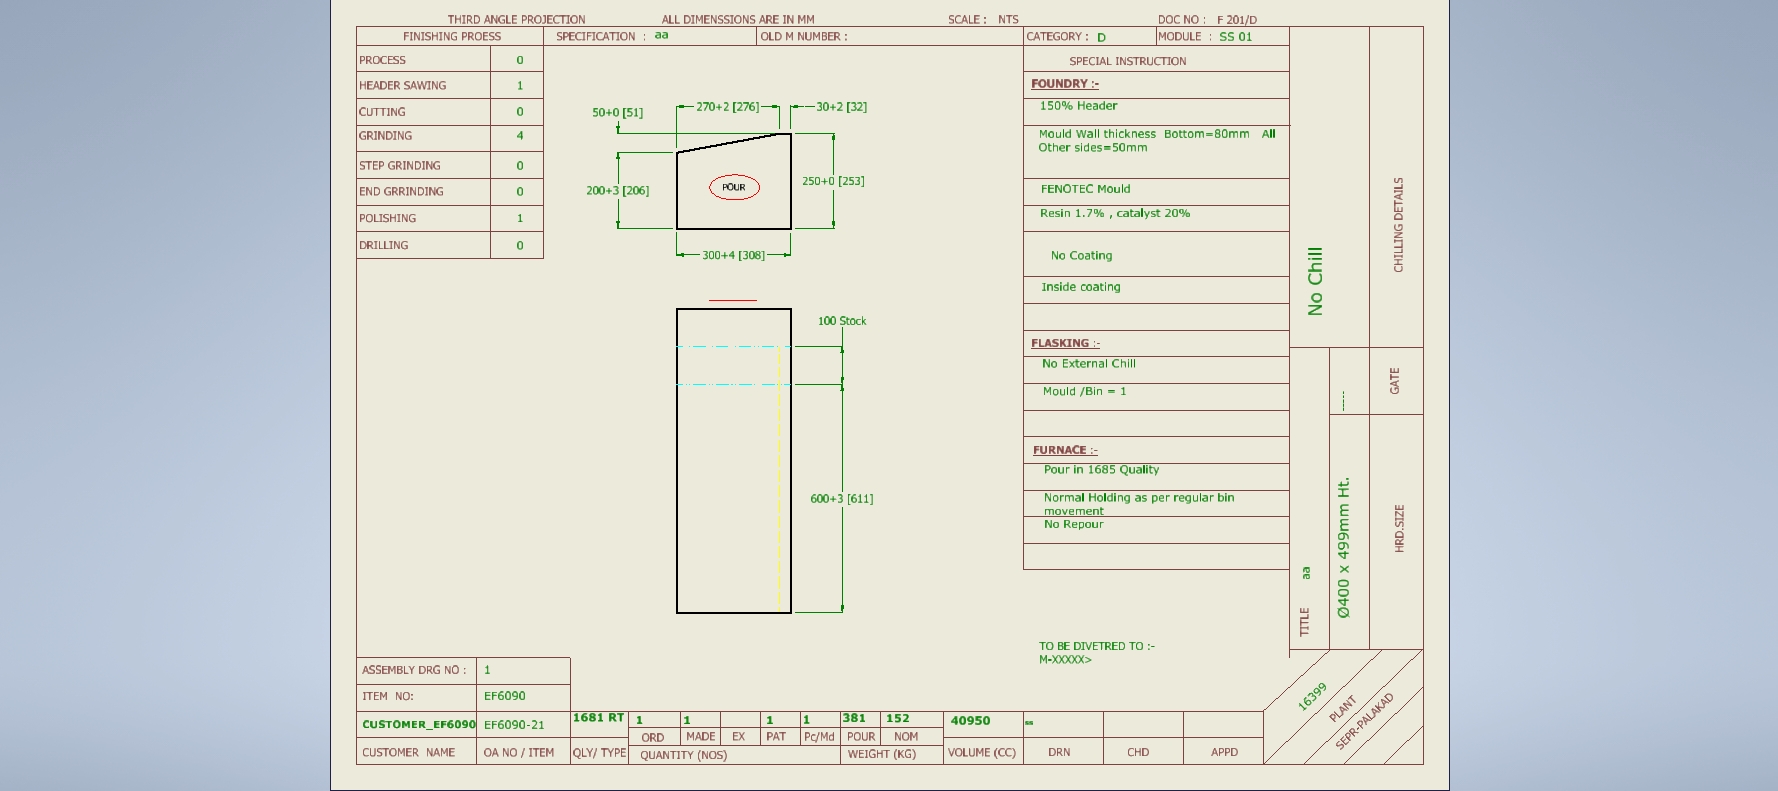 THIRD ANGLE PROJECTION ALL DIMENSSIONS ARE IN MM SCALE : NTS DOC NO : F 201/D
FINISHING PROESS SPECIFICATION : aa OLD M NUMBER : CATEGORY : D MODULE : SS 01
PROCESS 0
HEADER SAWING 1
CUTTING 0
GRINDING 4
STEP GRINDING 0
END GRRINDING 0
POLISHING 1
DRILLING 0
50+0 [51]
270+2 [276]
30+2 [32]
200+3 [206]
POUR
250+0 [253]
300+4 [308]
100 Stock
600+3 [611]
SPECIAL INSTRUCTION
FOUNDRY :-
150% Header
Mould Wall thickness Bottom=80mm All
Other sides=50mm
FENOTEC Mould
Resin 1.7% , catalyst 20%
No Coating
Inside coating
FLASKING :-
No External Chill
Mould /Bin = 1
FURNACE :-
Pour in 1685 Quality
Normal Holding as per regular bin
movement
No Repour
TO BE DIVETRED TO :-
M-XXXXX>
No Chill
CHILLING DETAILS
------
GATE
TITLE aa
Ø400 x 499mm Ht.
HRD.SIZE
16399
PLANT
SEPR-PALAKAD
ASSEMBLY DRG NO : 1
ITEM NO: EF6090
CUSTOMER_EF6090 EF6090-21 1681 RT 1 1 1 1 381 152 40950 ss
ORD MADE EX PAT Pc/Md POUR NOM
CUSTOMER NAME OA NO / ITEM QLY/ TYPE QUANTITY (NOS) WEIGHT (KG) VOLUME (CC) DRN CHD APPD